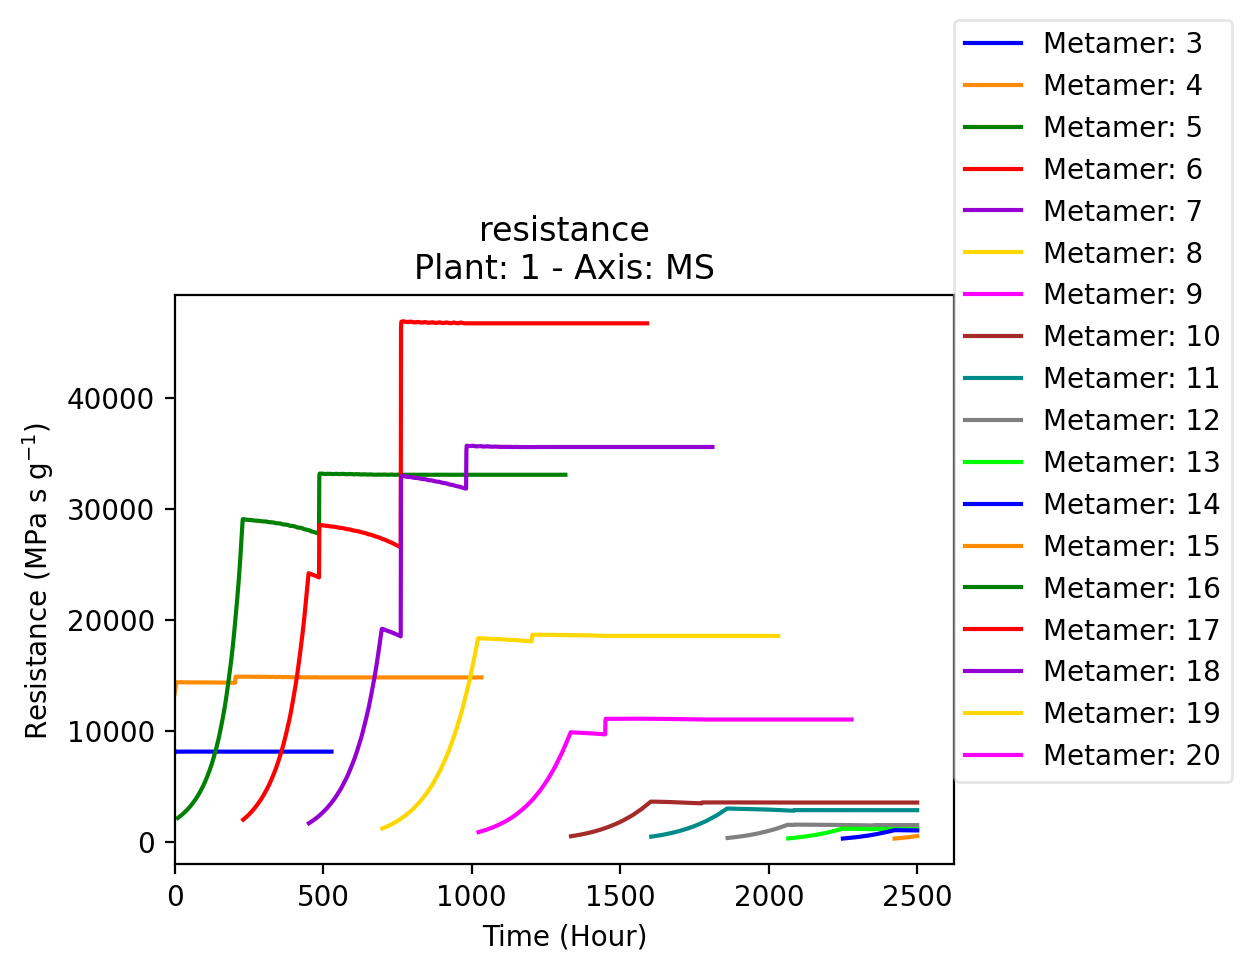 resistance
Plant: 1 - Axis: MS
Resistance (MPa s g⁻¹)
40000
30000
20000
10000
0
0 500 1000 1500 2000 2500
Time (Hour)
Metamer: 3
Metamer: 4
Metamer: 5
Metamer: 6
Metamer: 7
Metamer: 8
Metamer: 9
Metamer: 10
Metamer: 11
Metamer: 12
Metamer: 13
Metamer: 14
Metamer: 15
Metamer: 16
Metamer: 17
Metamer: 18
Metamer: 19
Metamer: 20